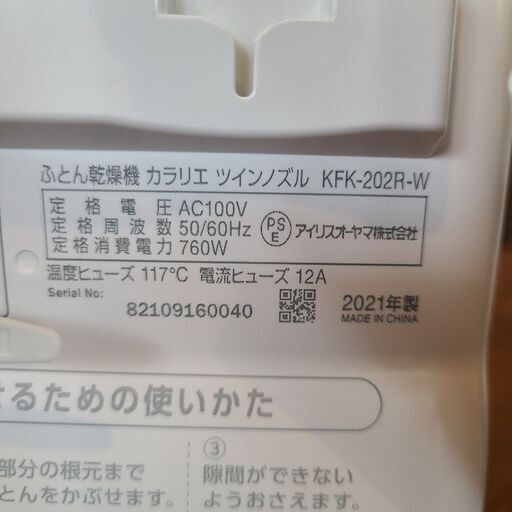 ふとん乾燥機 カラリエ ツインノズル KFK-202R-W
定格電圧 AC100V
定格周波数 50/60Hz
定格消費電力 760W
PSE アイリスオーヤマ株式会社
温度ヒューズ 117℃ 電流ヒューズ 12A
Serial No: 82109160040
2021年製
MADE IN CHINA
せるための使いかた
部分の根元まで
とんをかぶせます。
③
隙間ができない
ようおさえます。